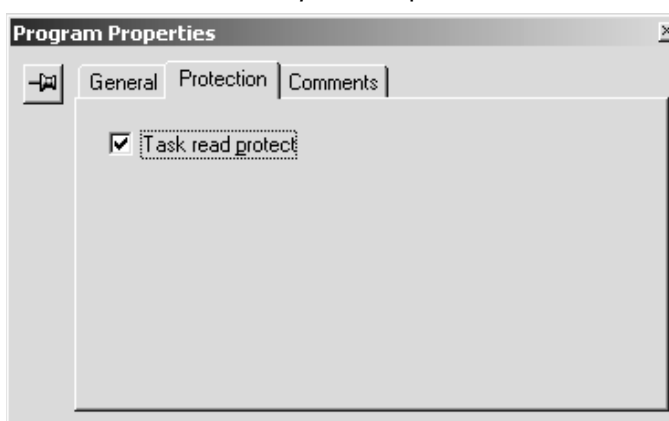 Program Properties
General Protection Comments
Task read protect